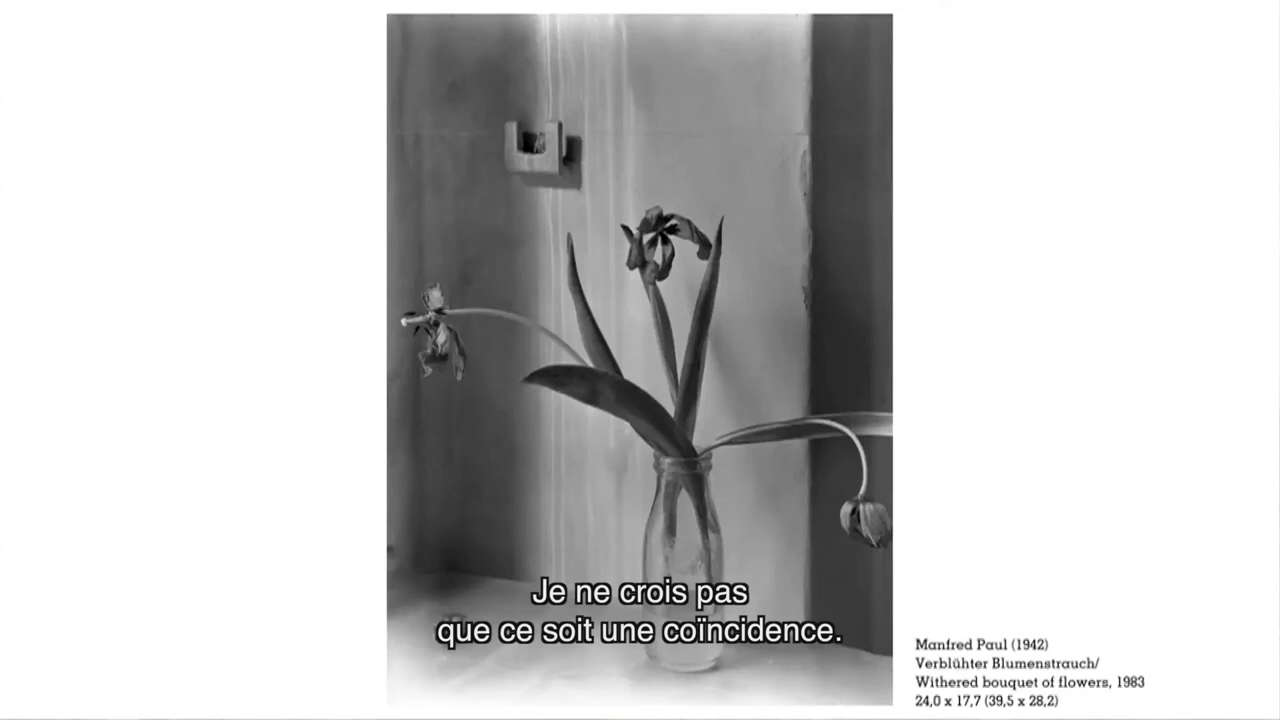 Je ne crois pas
que ce soit une coïncidence.
Manfred Paul (1942)
Verblühter Blumenstrauch/
Withered bouquet of flowers, 1983
24,0 x 17,7 (39,5 x 28,2)